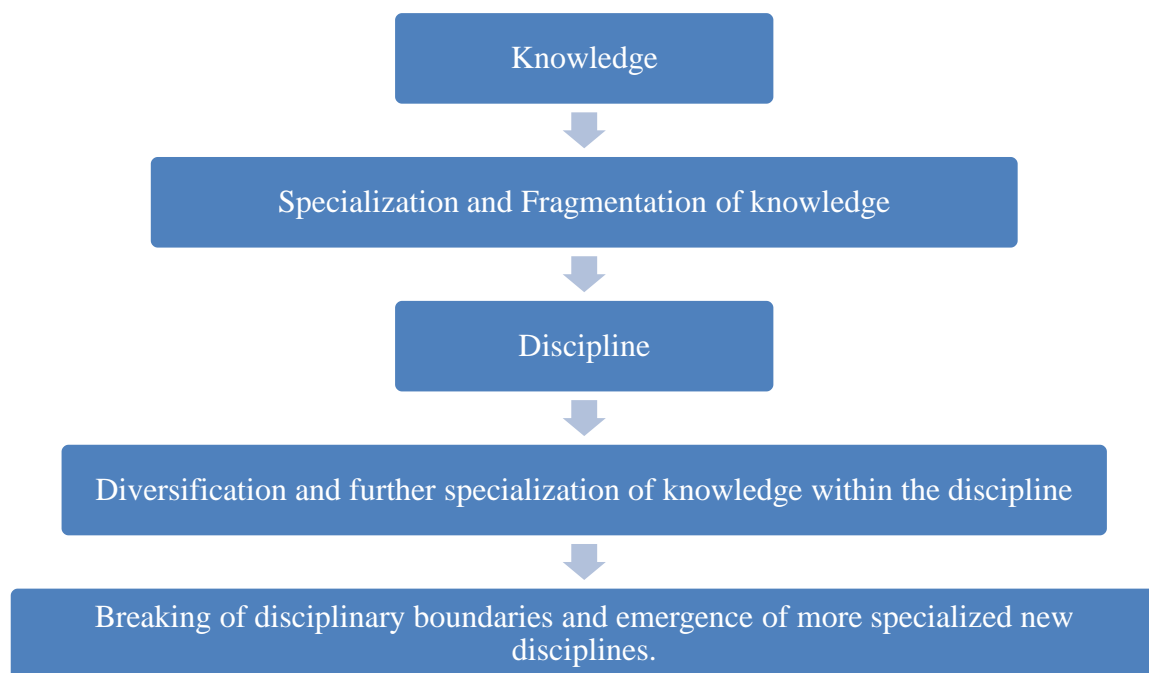 Knowledge
Specialization and Fragmentation of knowledge
Discipline
Diversification and further specialization of knowledge within the discipline
Breaking of disciplinary boundaries and emergence of more specialized new
disciplines.